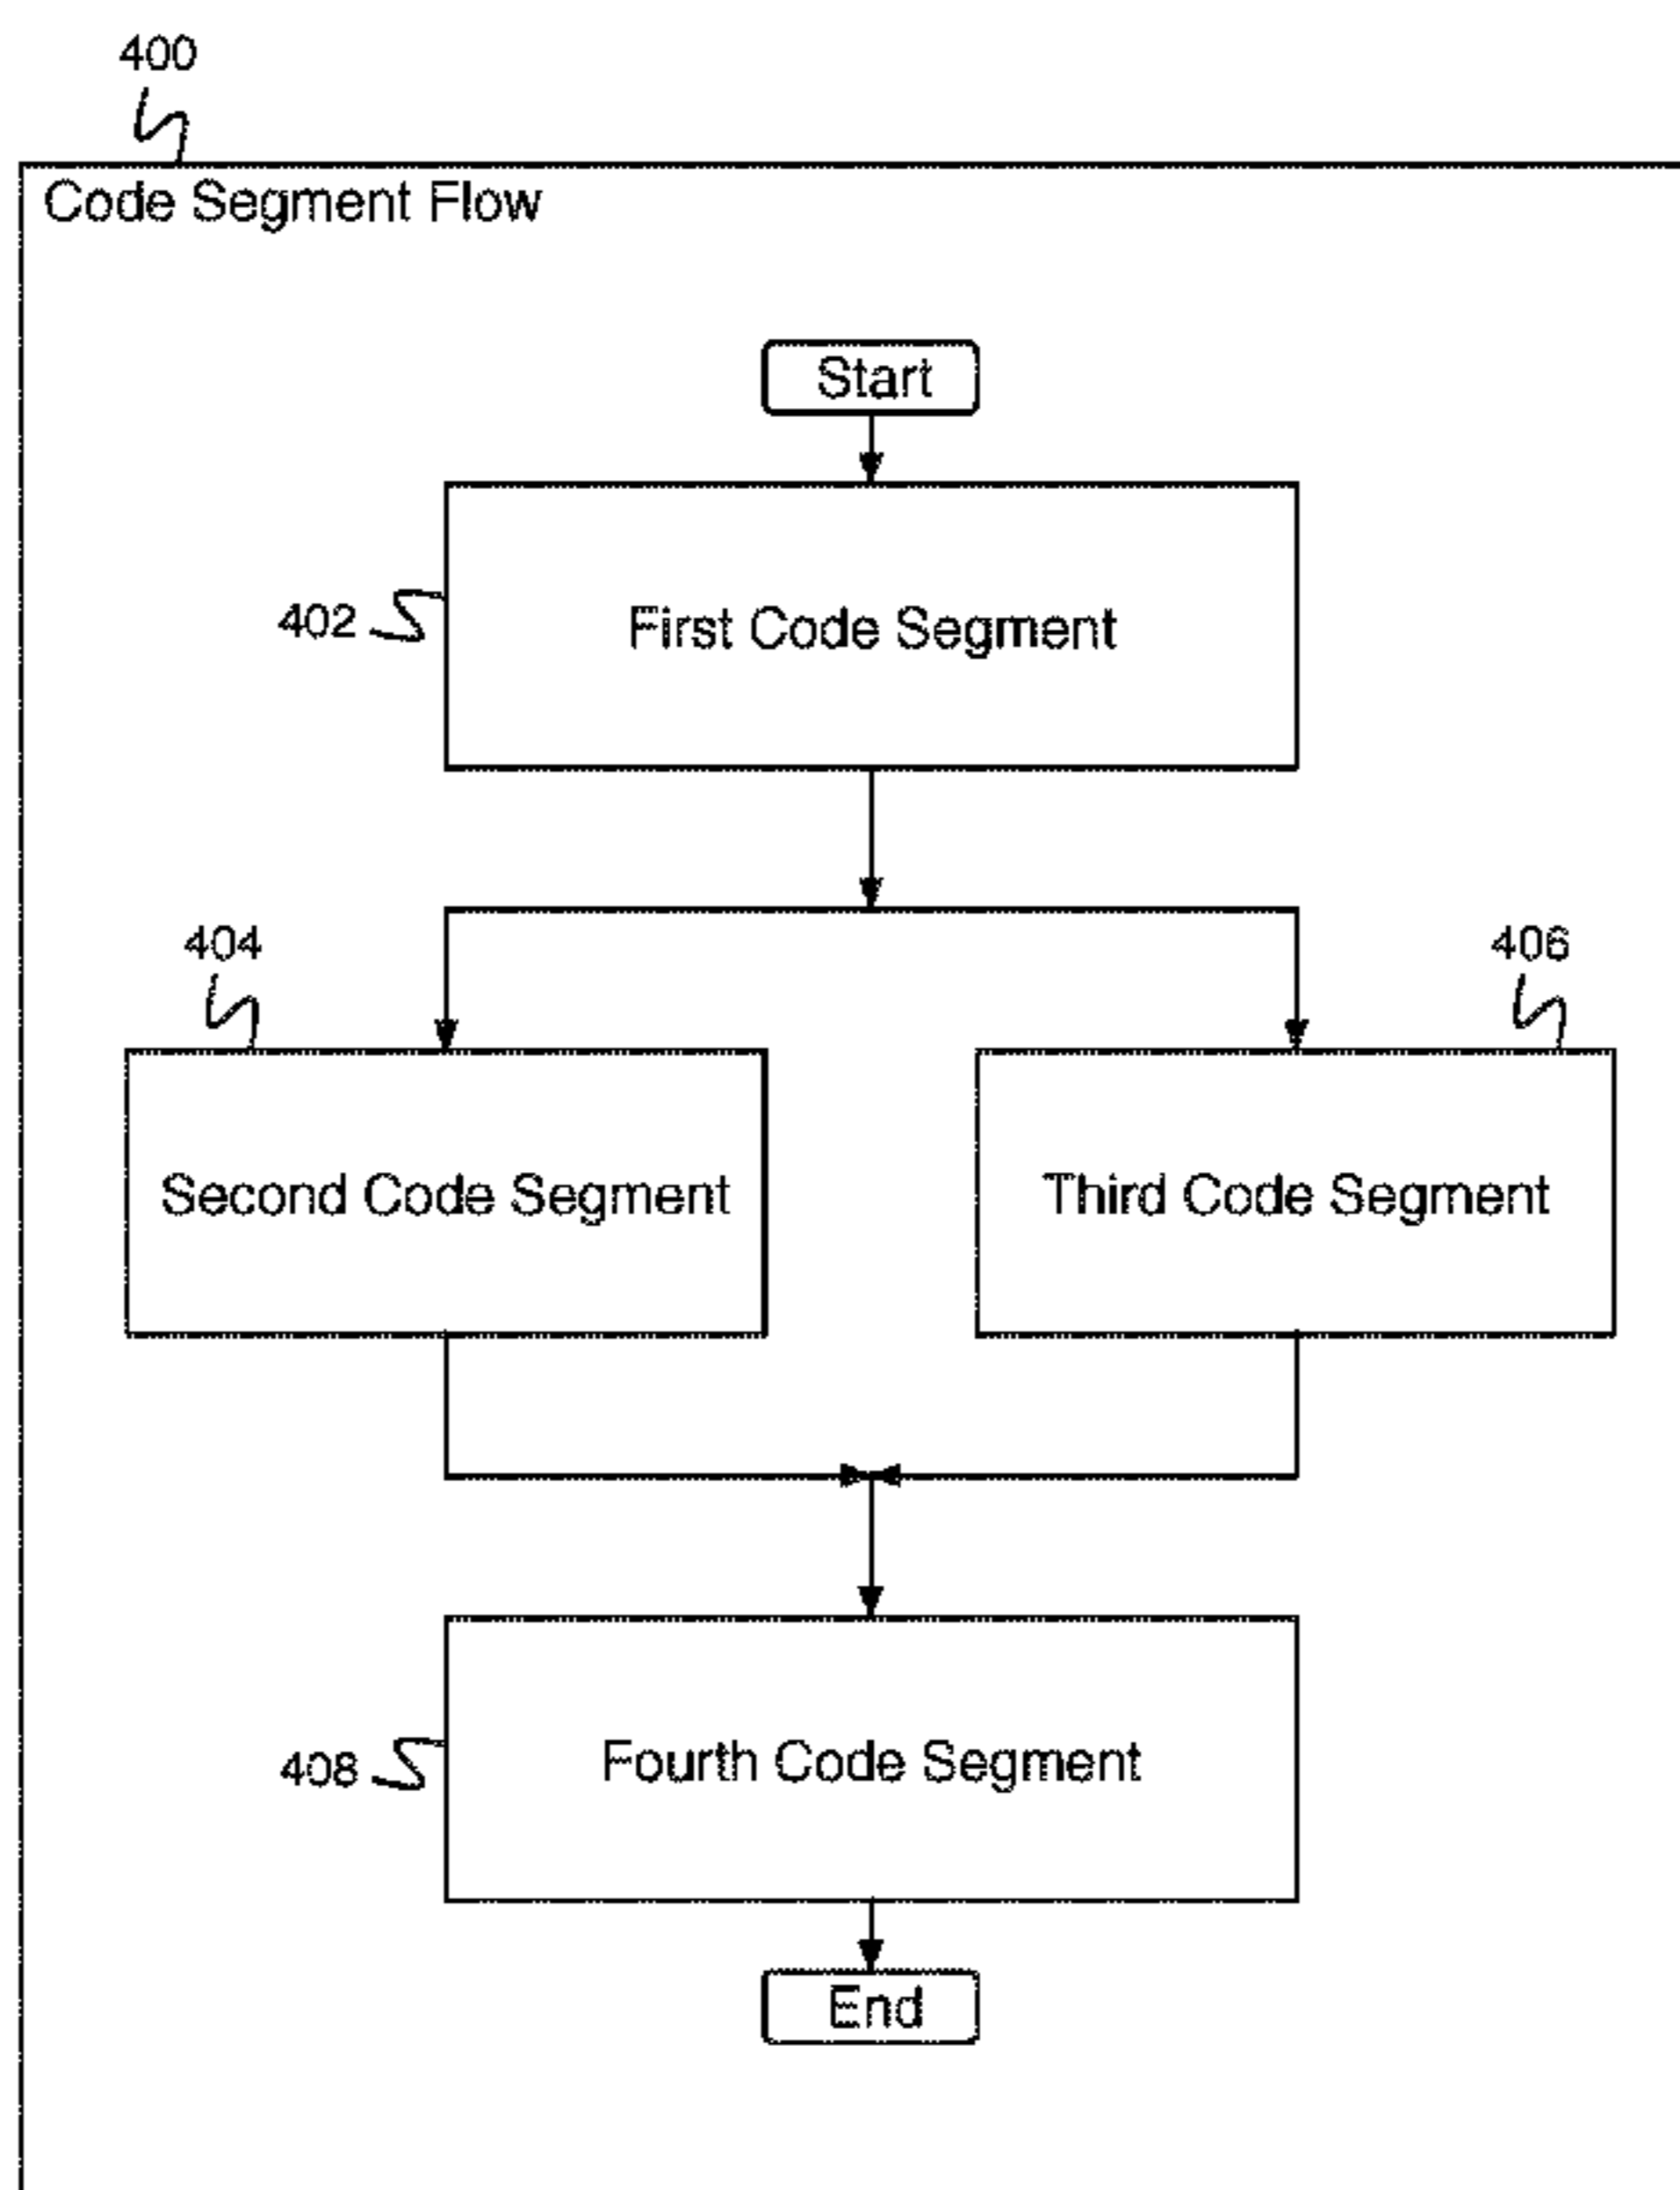 400
Code Segment Flow
Start
402
First Code Segment
404
406
Second Code Segment
Third Code Segment
408
Fourth Code Segment
End